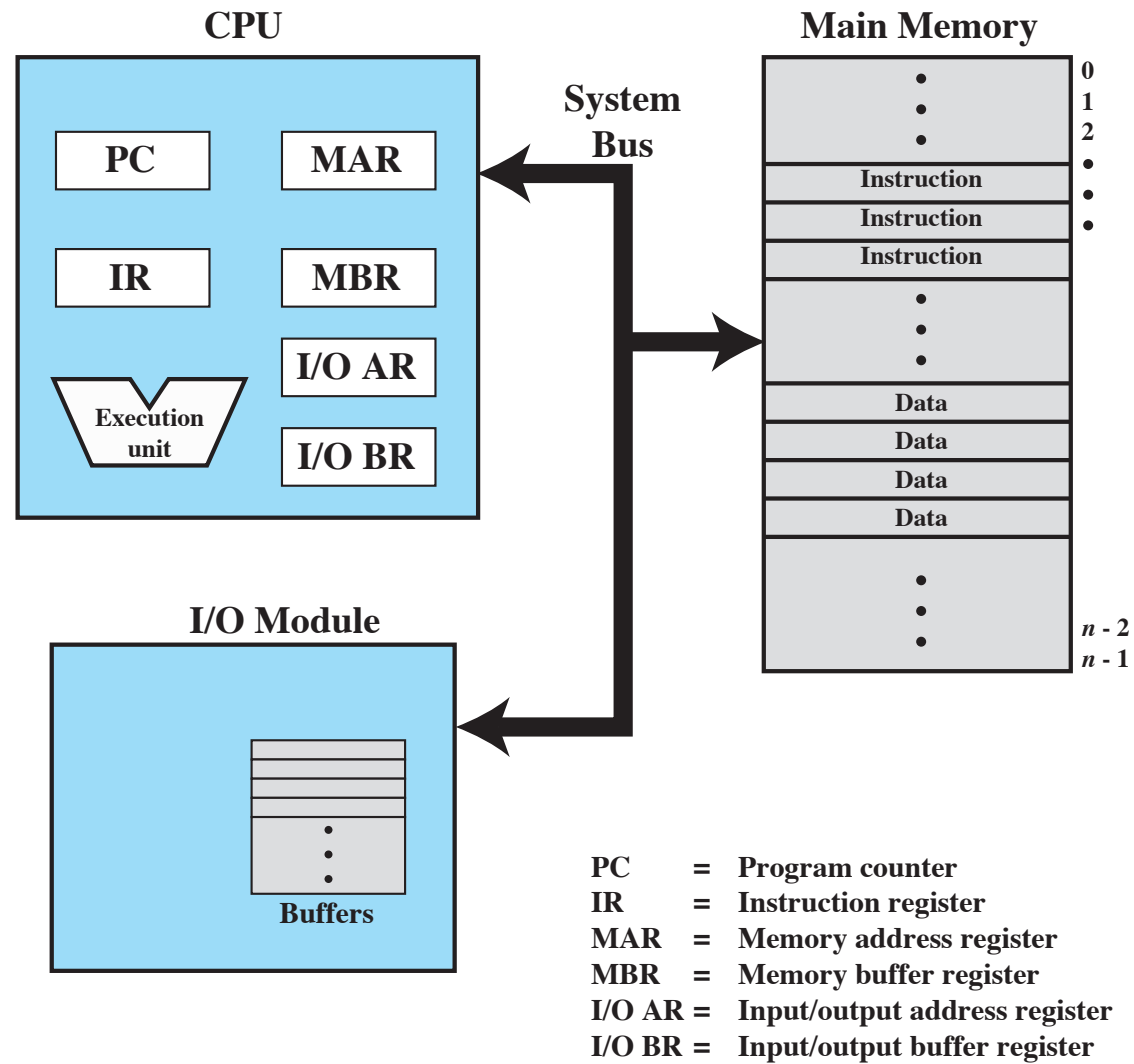 CPU
PC
MAR
IR
MBR
I/O AR
Execution
unit
I/O BR
System
Bus
Main Memory
0
1
2
Instruction
Instruction
Instruction
Data
Data
Data
Data
n - 2
n - 1
I/O Module
Buffers
PC = Program counter
IR = Instruction register
MAR = Memory address register
MBR = Memory buffer register
I/O AR = Input/output address register
I/O BR = Input/output buffer register